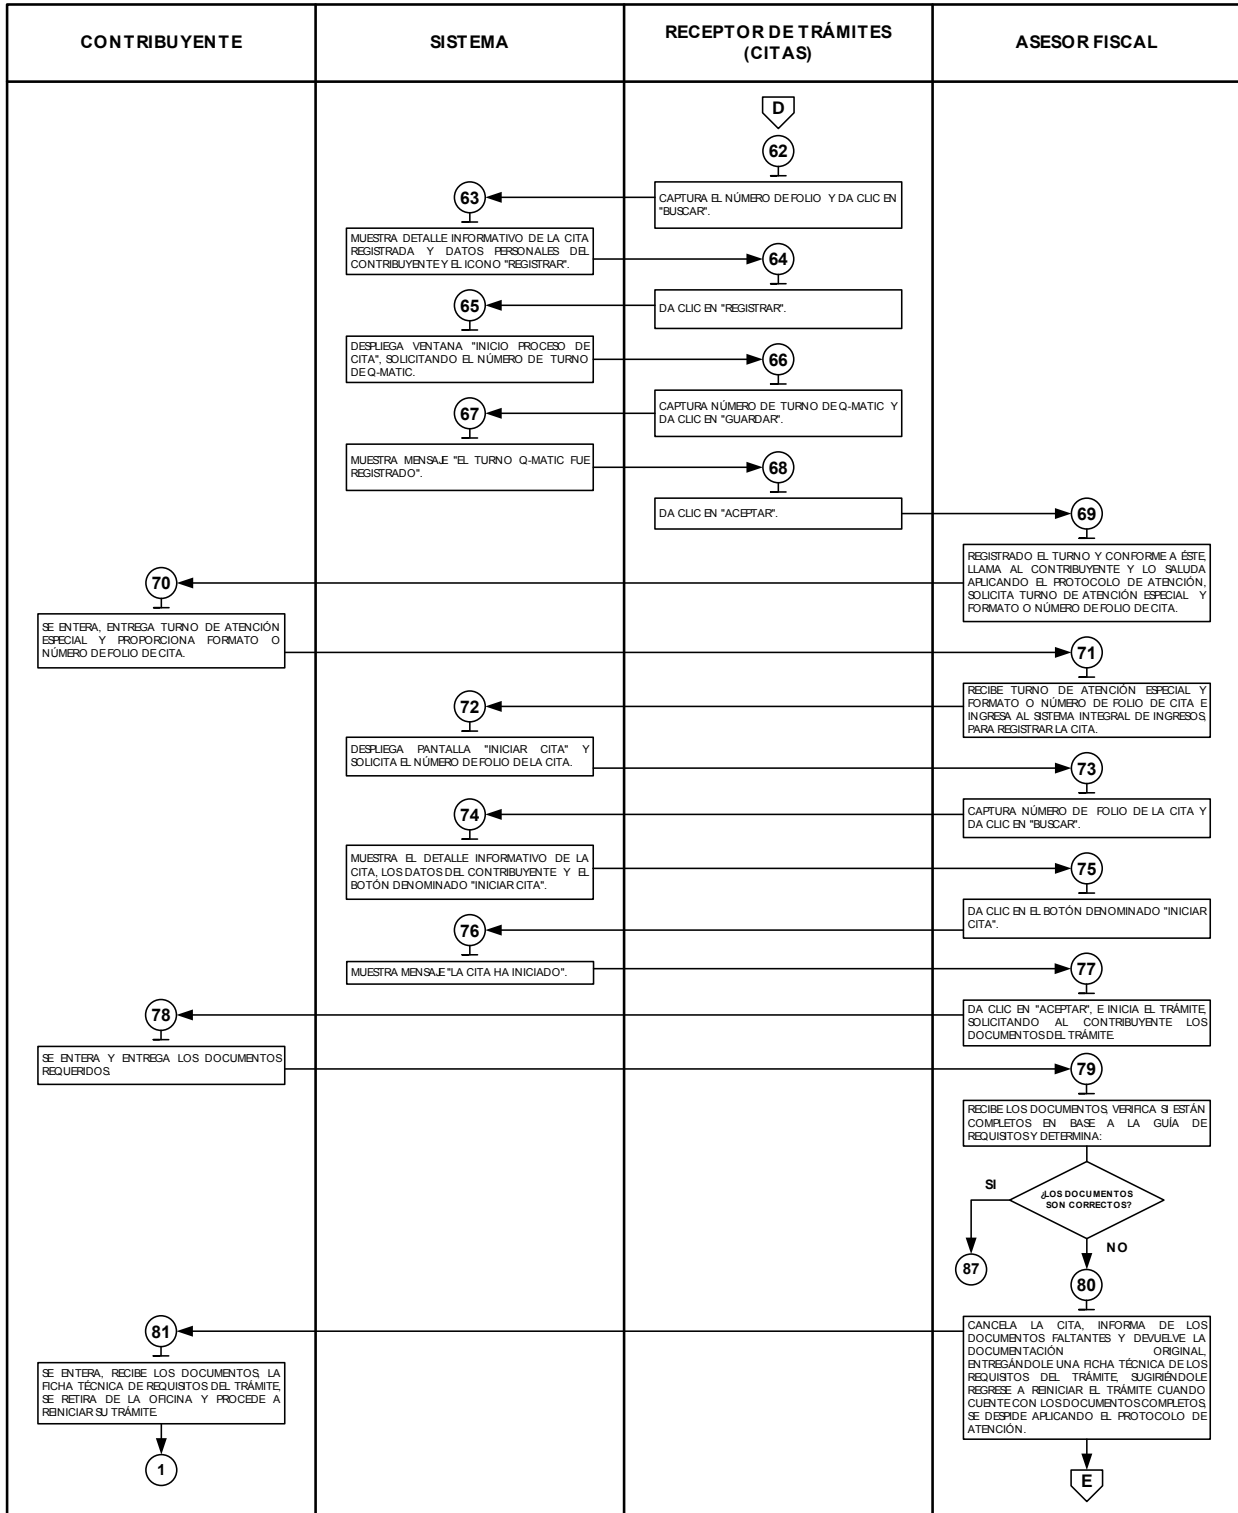 CONTRIBUYENTE
SISTEMA
RECEPTOR DE TRÁMITES
(CITAS)
ASESOR FISCAL
D
62
CAPTURA EL NÚMERO DE FOLIO Y DA CLIC EN
"BUSCAR".
63
MUESTRA DETALLE INFORMATIVO DE LA CITA
REGISTRADA Y DATOS PERSONALES DEL
CONTRIBUYENTE Y EL ICONO "REGISTRAR".
64
DA CLIC EN "REGISTRAR".
65
DESPLIEGA VENTANA "INICIO PROCESO DE
CITA", SOLICITANDO EL NÚMERO DE TURNO
DE Q-MATIC.
66
CAPTURA NÚMERO DE TURNO DE Q-MATIC Y
DA CLIC EN "GUARDAR".
67
MUESTRA MENSAJE "EL TURNO Q-MATIC FUE
REGISTRADO".
68
DA CLIC EN "ACEPTAR".
69
REGISTRADO EL TURNO Y CONFORME A ÉSTE,
LLAMA AL CONTRIBUYENTE Y LO SALUDA
APLICANDO EL PROTOCOLO DE ATENCIÓN,
SOLICITA TURNO DE ATENCIÓN ESPECIAL Y
FORMATO O NÚMERO DE FOLIO DE CITA.
70
SE ENTERA, ENTREGA TURNO DE ATENCIÓN
ESPECIAL Y PROPORCIONA FORMATO O
NÚMERO DE FOLIO DE CITA.
71
RECIBE TURNO DE ATENCIÓN ESPECIAL Y
FORMATO O NÚMERO DE FOLIO DE CITA E
INGRESA AL SISTEMA INTEGRAL DE INGRESOS,
PARA REGISTRAR LA CITA.
72
DESPLIEGA PANTALLA "INICIAR CITA" Y
SOLICITA EL NÚMERO DE FOLIO DE LA CITA.
73
CAPTURA NÚMERO DE FOLIO DE LA CITA Y
DA CLIC EN "BUSCAR".
74
MUESTRA EL DETALLE INFORMATIVO DE LA
CITA, LOS DATOS DEL CONTRIBUYENTE Y EL
BOTÓN DENOMINADO "INICIAR CITA".
75
DA CLIC EN EL BOTÓN DENOMINADO "INICIAR
CITA".
76
MUESTRA MENSAJE "LA CITA HA INICIADO".
77
DA CLIC EN "ACEPTAR", E INICIA EL TRÁMITE,
SOLICITANDO AL CONTRIBUYENTE LOS
DOCUMENTOS DEL TRÁMITE.
78
SE ENTERA Y ENTREGA LOS DOCUMENTOS
REQUERIDOS.
79
RECIBE LOS DOCUMENTOS, VERIFICA SI ESTÁN
COMPLETOS EN BASE A LA GUÍA DE
REQUISITOS Y DETERMINA:
¿LOS DOCUMENTOS
SON CORRECTOS?
SI
NO
87
80
CANCELA LA CITA, INFORMA DE LOS
DOCUMENTOS FALTANTES Y DEVUELVE LA
DOCUMENTACIÓN ORIGINAL,
ENTREGÁNDOLE UNA FICHA TÉCNICA DE LOS
REQUISITOS DEL TRÁMITE, SUGIRIÉNDOLE
REGRESE A REINICIAR EL TRÁMITE CUANDO
CUENTE CON LOS DOCUMENTOS COMPLETOS,
SE DESPIDE APLICANDO EL PROTOCOLO DE
ATENCIÓN.
81
SE ENTERA, RECIBE LOS DOCUMENTOS, LA
FICHA TÉCNICA DE REQUISITOS DEL TRÁMITE,
SE RETIRA DE LA OFICINA Y PROCEDE A
REINICIAR SU TRÁMITE.
1
E